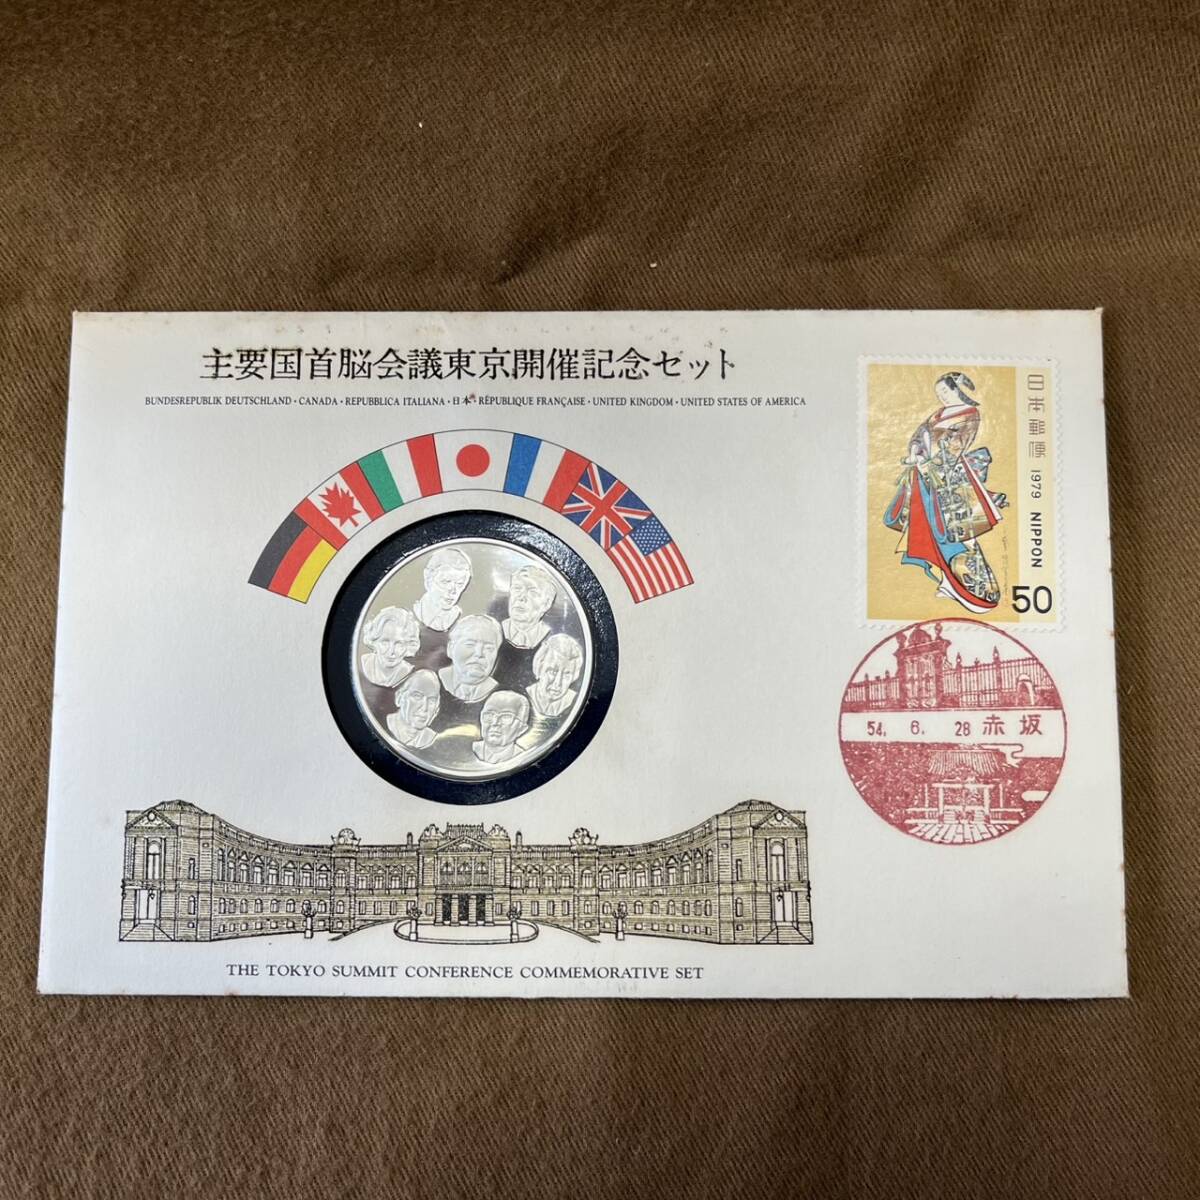 主要国首脳会議東京開催記念セット
BUNDESREPUBLIK DEUTSCHLAND・CANADA・REPUBBLICA ITALIANA・日本・RÉPUBLIQUE FRANÇAISE・UNITED KINGDOM・UNITED STATES OF AMERICA
日本郵便 1979 NIPPON
50
54. 6. 28 赤坂
THE TOKYO SUMMIT CONFERENCE COMMEMORATIVE SET